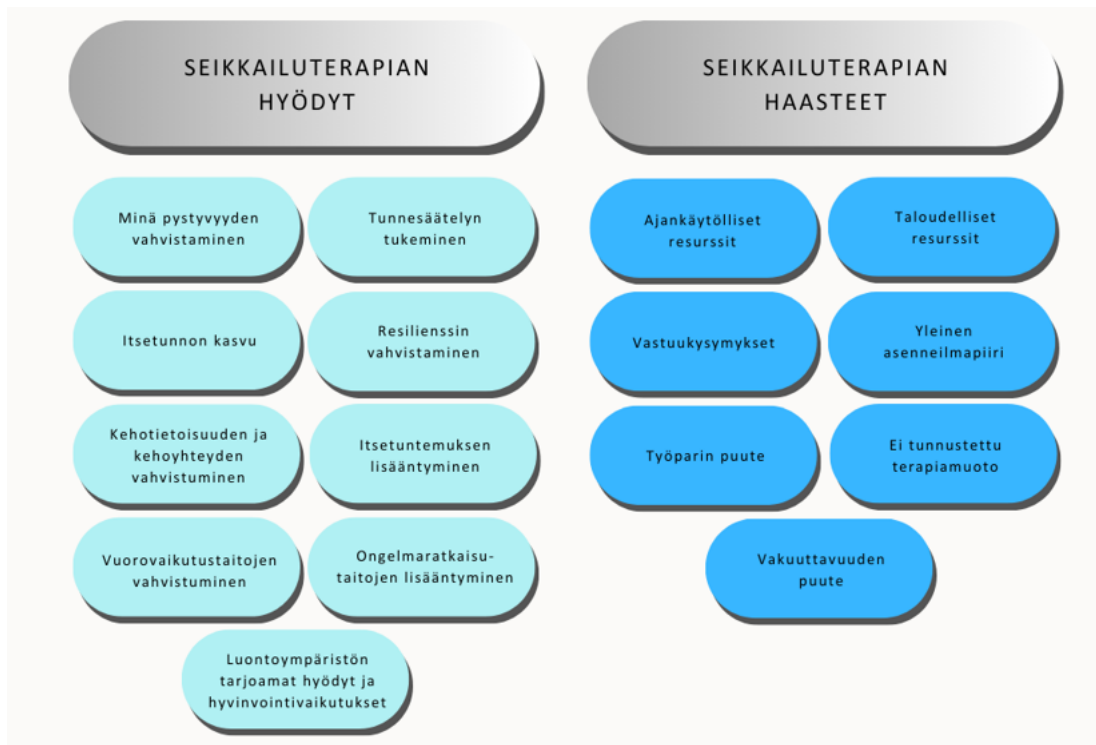 SEIKKAILUTERAPIAN
HYÖDYT
Minä pystyvyyden
vahvistaminen
Tunnesäätelyn
tukeminen
Itsetunnon kasvu
Resilienssin
vahvistaminen
Kehotietoisuuden ja
kehoyhteyden
vahvistuminen
Itsetuntemuksen
lisääntyminen
Vuorovaikutustaitojen
vahvistuminen
Ongelmaratkaisu-
taitojen lisääntyminen
Luontoympäristön
tarjoamat hyödyt ja
hyvinvointivaikutukset
SEIKKAILUTERAPIAN
HAASTEET
Ajankäytölliset
resurssit
Taloudelliset
resurssit
Vastuukysymykset
Yleinen
asenneilmapiiri
Työparin puute
Ei tunnustettu
terapiamuoto
Vakuuttavuuden
puute